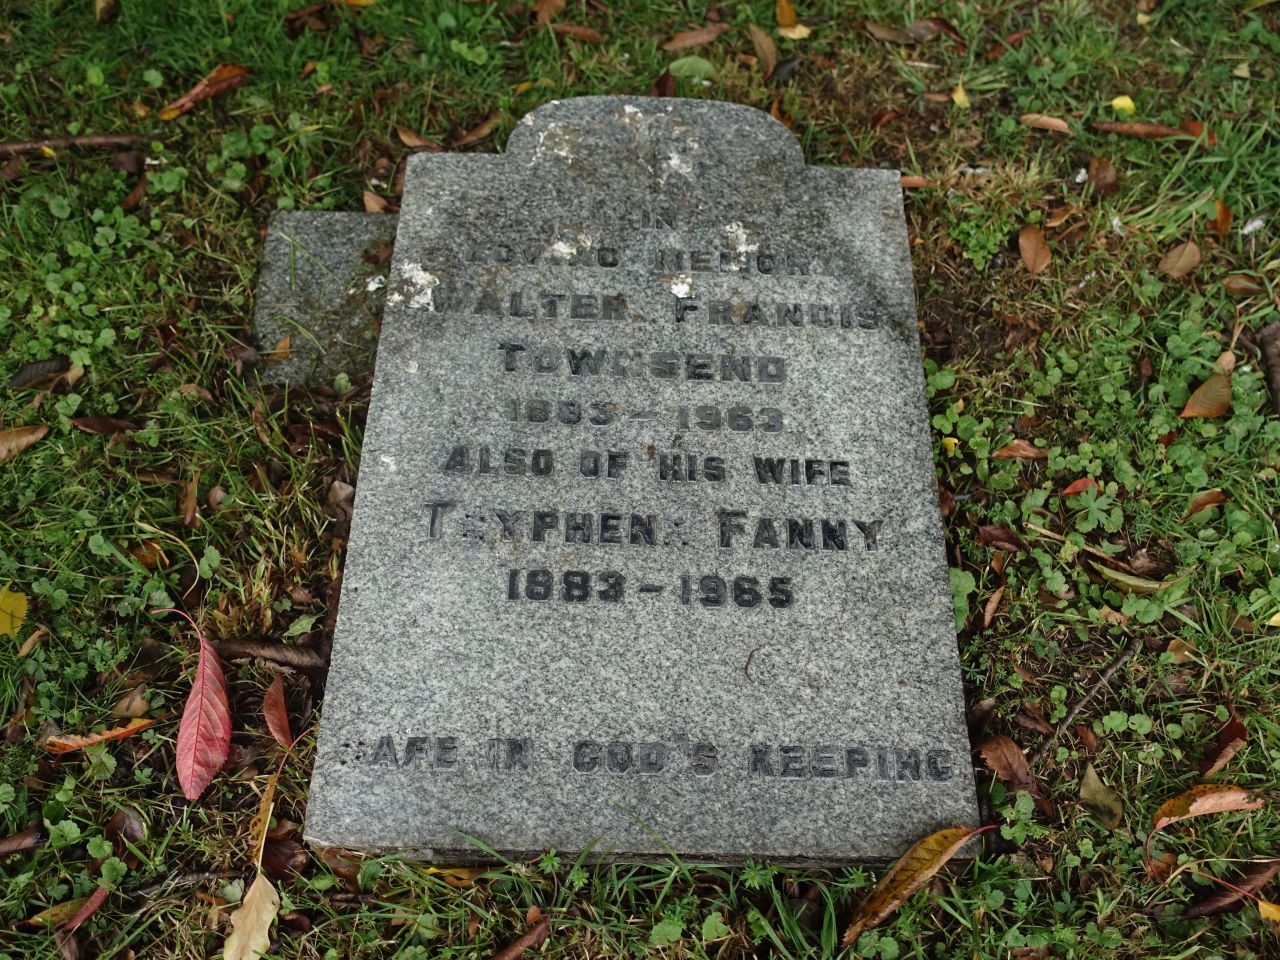 IN
LOVING MEMORY
WALTER FRANCIS
TOWNSEND
1883-1963
ALSO OF HIS WIFE
TRYPHENA FANNY
1883-1965
SAFE IN GOD'S KEEPING